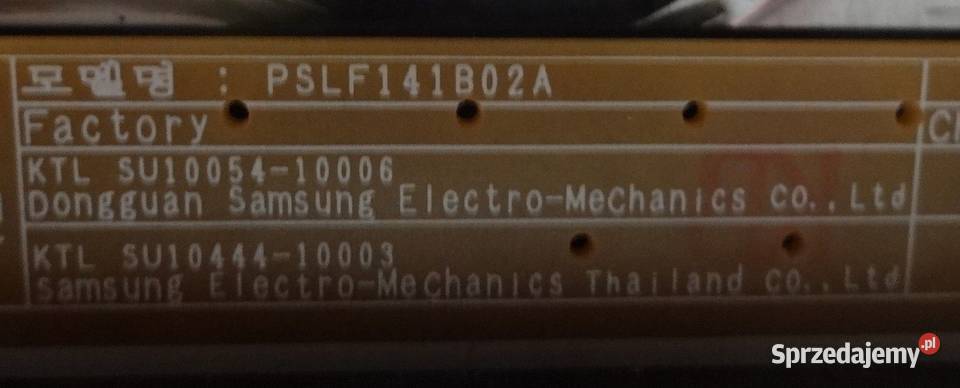 모델명 : PSLF141B02A
Factory
KTL SU10054-10006
Dongguan Samsung Electro-Mechanics Co., Ltd
KTL SU10444-10003
Samsung Electro-Mechanics Thailand CO., Ltd
Sprzedajemy.pl